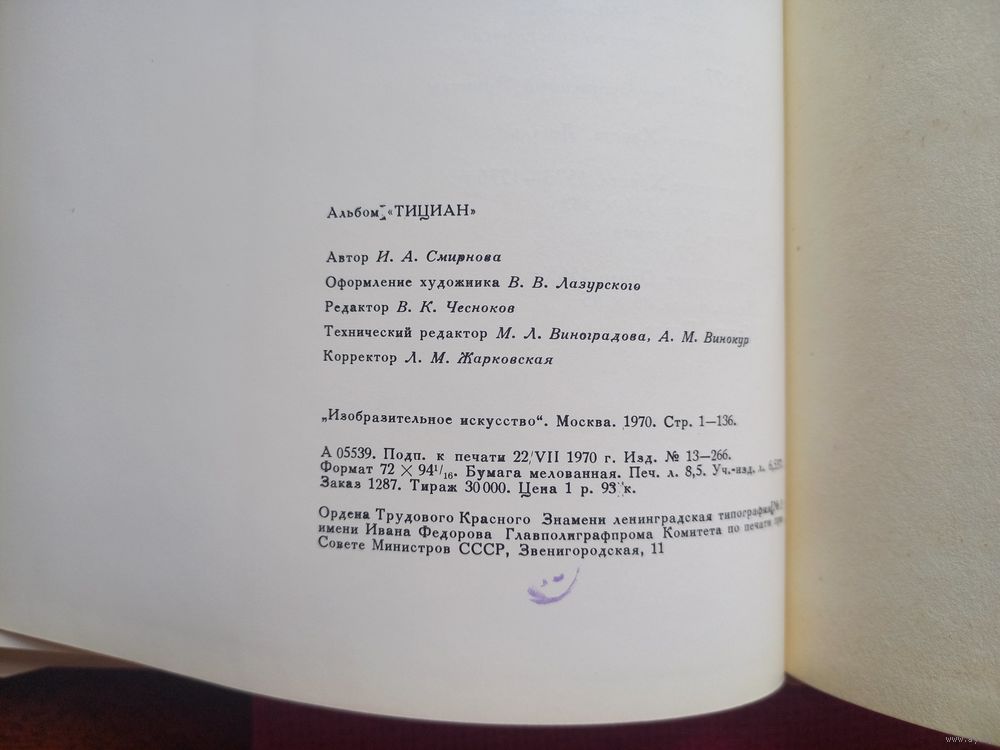 Альбом «ТИЦИАН»
Автор И. А. Смирнова
Оформление художника В. В. Лазурского
Редактор В. К. Чесноков
Технический редактор М. Л. Виноградова, А. М. Винокур
Корректор Л. М. Жарковская
„Изобразительное искусство“. Москва. 1970. Стр. 1—136.
А 05539. Подп. к печати 22/VII 1970 г. Изд. № 13—266.
Формат 72 × 94¹/₁₆. Бумага мелованная. Печ. л. 8,5. Уч.-изд. л.
Заказ 1287. Тираж 30 000. Цена 1 р. 93 к.
Ордена Трудового Красного Знамени ленинградская типография
имени Ивана Федорова Главполиграфпрома Комитета по печати при
Совете Министров СССР, Звенигородская, 11